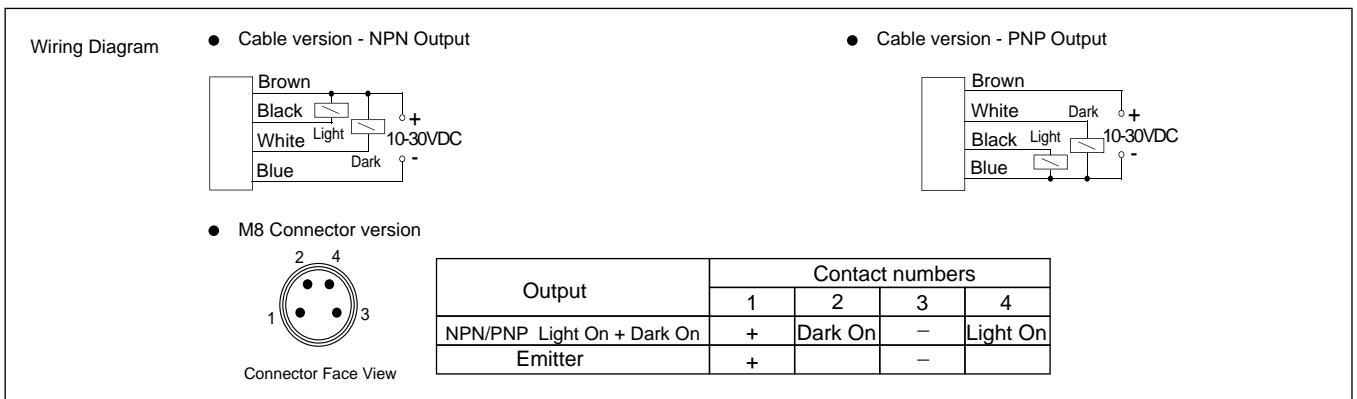 Wiring Diagram
● Cable version - NPN Output
Brown
Black
Light
White
Dark
Blue
+
10-30VDC
-
● Cable version - PNP Output
Brown
White
Dark
Black
Light
Blue
+
10-30VDC
-
● M8 Connector version
2 4
1 3
Connector Face View
Output Contact numbers
1 2 3 4
NPN/PNP Light On + Dark On + Dark On – Light On
Emitter + –